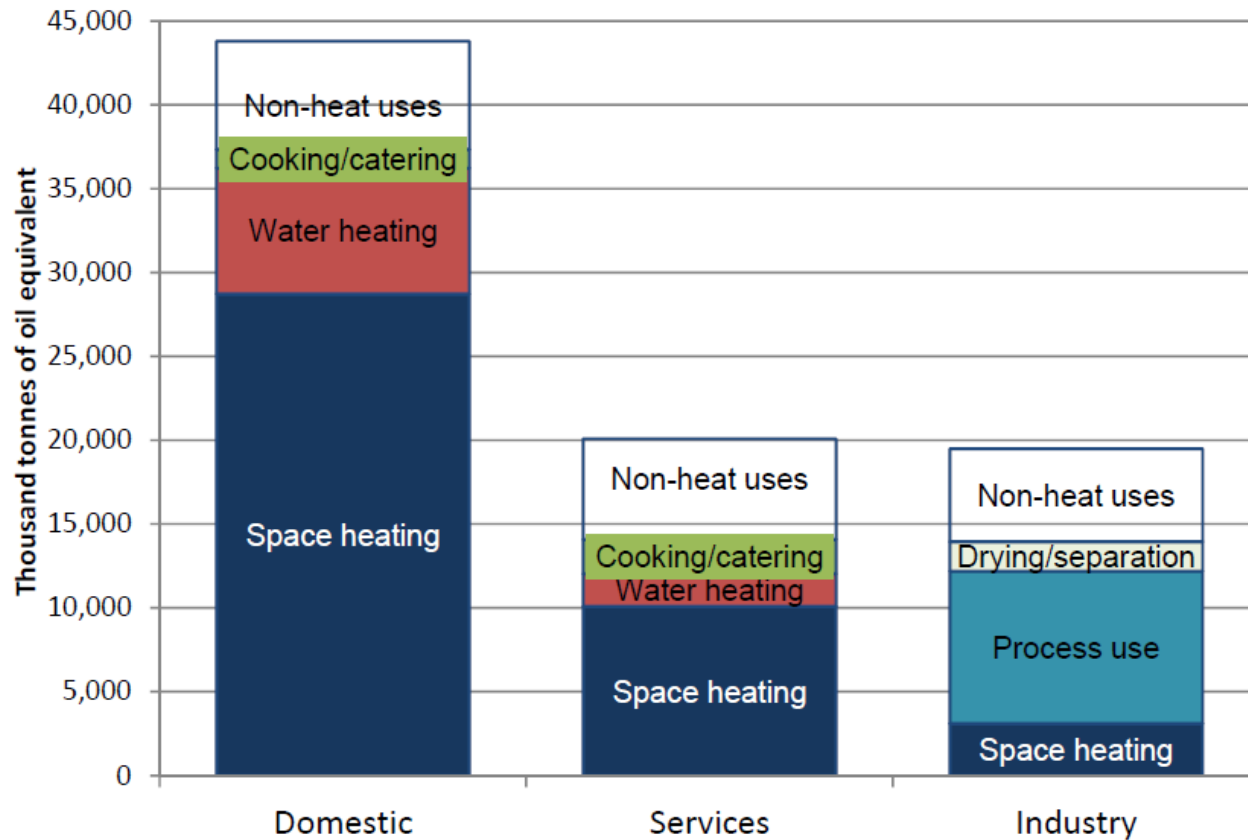 Thousand tonnes of oil equivalent
45,000
40,000
35,000
30,000
25,000
20,000
15,000
10,000
5,000
0
Non-heat uses
Cooking/catering
Water heating
Space heating
Non-heat uses
Cooking/catering
Water heating
Space heating
Non-heat uses
Drying/separation
Process use
Space heating
Domestic
Services
Industry